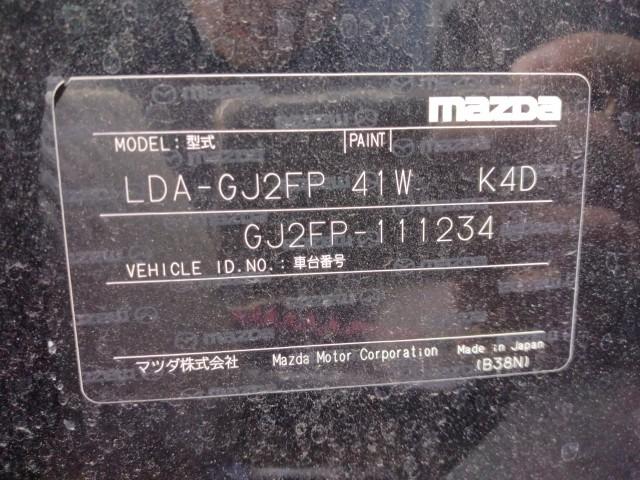 mazda
MODEL:型式 PAINT
LDA-GJ2FP 41W K4D
GJ2FP-111234
VEHICLE ID.NO.:車台番号
マツダ株式会社 Mazda Motor Corporation Made in Japan
(B38N)